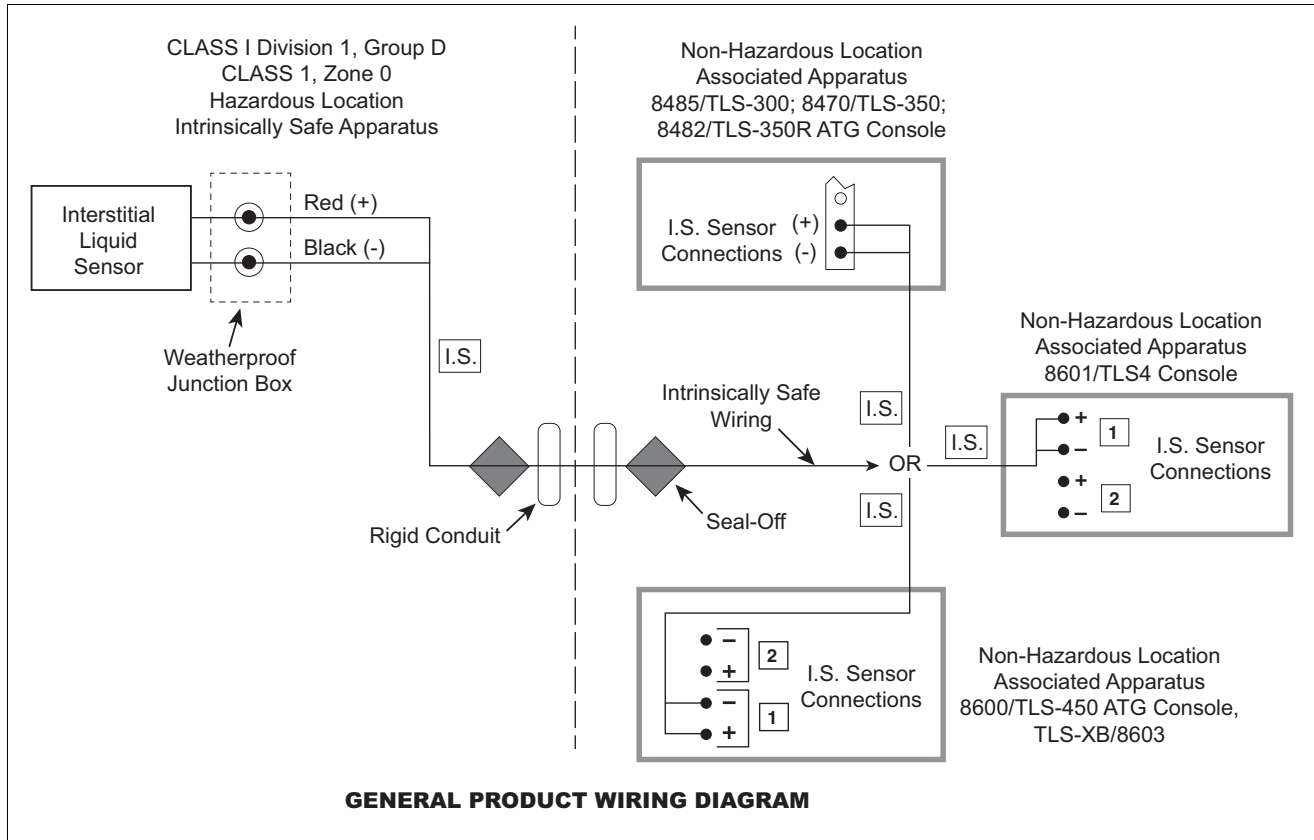 CLASS I Division 1, Group D
CLASS 1, Zone 0
Hazardous Location
Intrinsically Safe Apparatus
Non-Hazardous Location
Associated Apparatus
8485/TLS-300; 8470/TLS-350;
8482/TLS-350R ATG Console
Interstitial
Liquid
Sensor
Red (+)
Black (-)
Weatherproof
Junction Box
I.S.
I.S. Sensor
Connections
(+)
(-)
Non-Hazardous Location
Associated Apparatus
8601/TLS4 Console
Intrinsically Safe
Wiring
I.S.
OR
I.S.
I.S.
+
–
1
+
–
2
I.S. Sensor
Connections
Rigid Conduit
Seal-Off
–
+
2
–
+
1
I.S. Sensor
Connections
Non-Hazardous Location
Associated Apparatus
8600/TLS-450 ATG Console,
TLS-XB/8603
GENERAL PRODUCT WIRING DIAGRAM